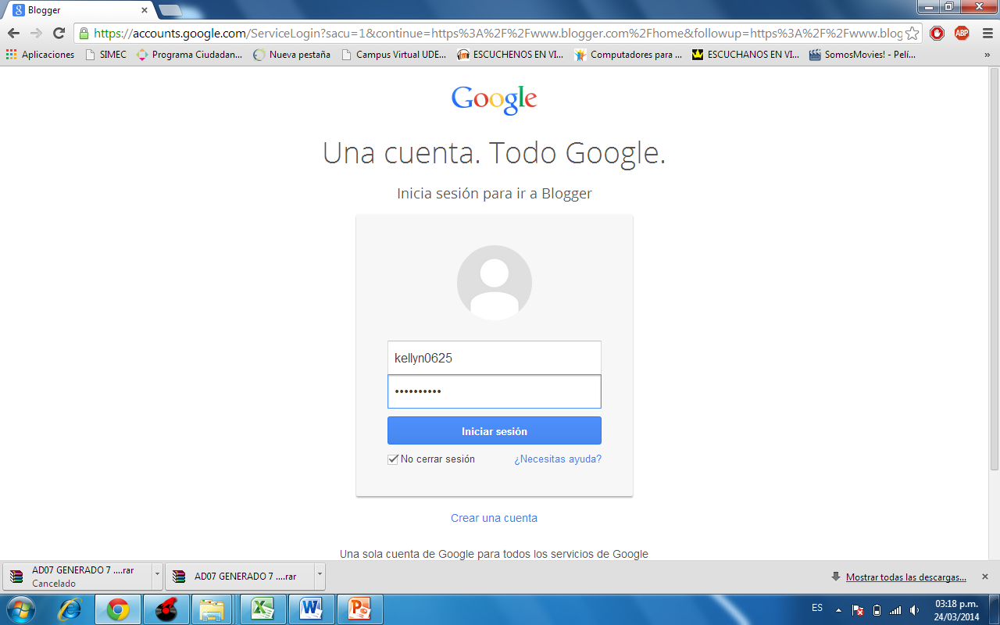 Blogger
https://accounts.google.com/ServiceLogin?sacu=1&continue=https%3A%2F%2Fwww.blogger.com%2Fhome&followup=https%3A%2F%2Fwww.blog
ABP
Aplicaciones SIMEC Programa Ciudadan... Nueva pestaña Campus Virtual UDE... ESCUCHENOS EN VI... Computadores para ... ESCUCHANOS EN VI... SomosMovies! - Pelí... »
Google
Una cuenta. Todo Google.
Inicia sesión para ir a Blogger
kellyn0625
••••••••••
Iniciar sesión
No cerrar sesión ¿Necesitas ayuda?
Crear una cuenta
Una sola cuenta de Google para todos los servicios de Google
AD07 GENERADO 7 ....rar
Cancelado
AD07 GENERADO 7 ....rar
Mostrar todas las descargas...
ES
03:18 p.m.
24/03/2014